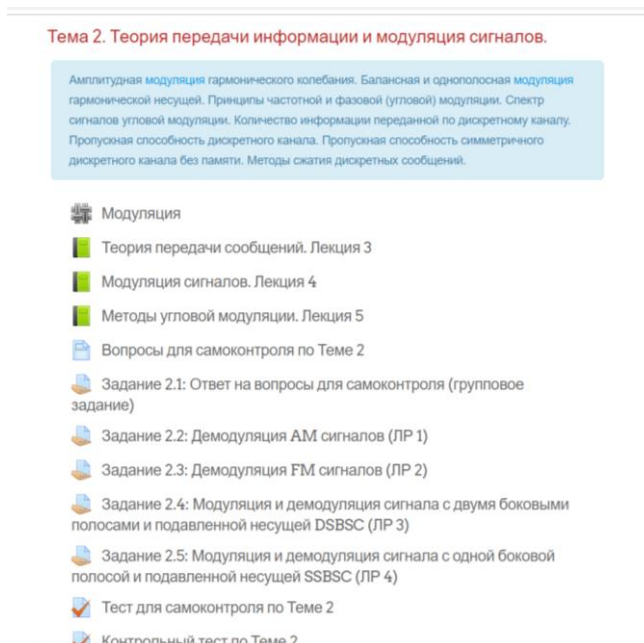 Тема 2. Теория передачи информации и модуляция сигналов.
Амплитудная модуляция гармонического колебания. Балансная и однополосная модуляция
гармонической несущей. Принципы частотной и фазовой (угловой) модуляции. Спектр
сигналов угловой модуляции. Количество информации переданной по дискретному каналу.
Пропускная способность дискретного канала. Пропускная способность симметричного
дискретного канала без памяти. Методы сжатия дискретных сообщений.
Модуляция
Теория передачи сообщений. Лекция 3
Модуляция сигналов. Лекция 4
Методы угловой модуляции. Лекция 5
Вопросы для самоконтроля по Теме 2
Задание 2.1: Ответ на вопросы для самоконтроля (групповое
задание)
Задание 2.2: Демодуляция AM сигналов (ЛР 1)
Задание 2.3: Демодуляция FM сигналов (ЛР 2)
Задание 2.4: Модуляция и демодуляция сигнала с двумя боковыми
полосами и подавленной несущей DSBSC (ЛР 3)
Задание 2.5: Модуляция и демодуляция сигнала с одной боковой
полосой и подавленной несущей SSBSC (ЛР 4)
Тест для самоконтроля по Теме 2
Контрольный тест по Теме 2